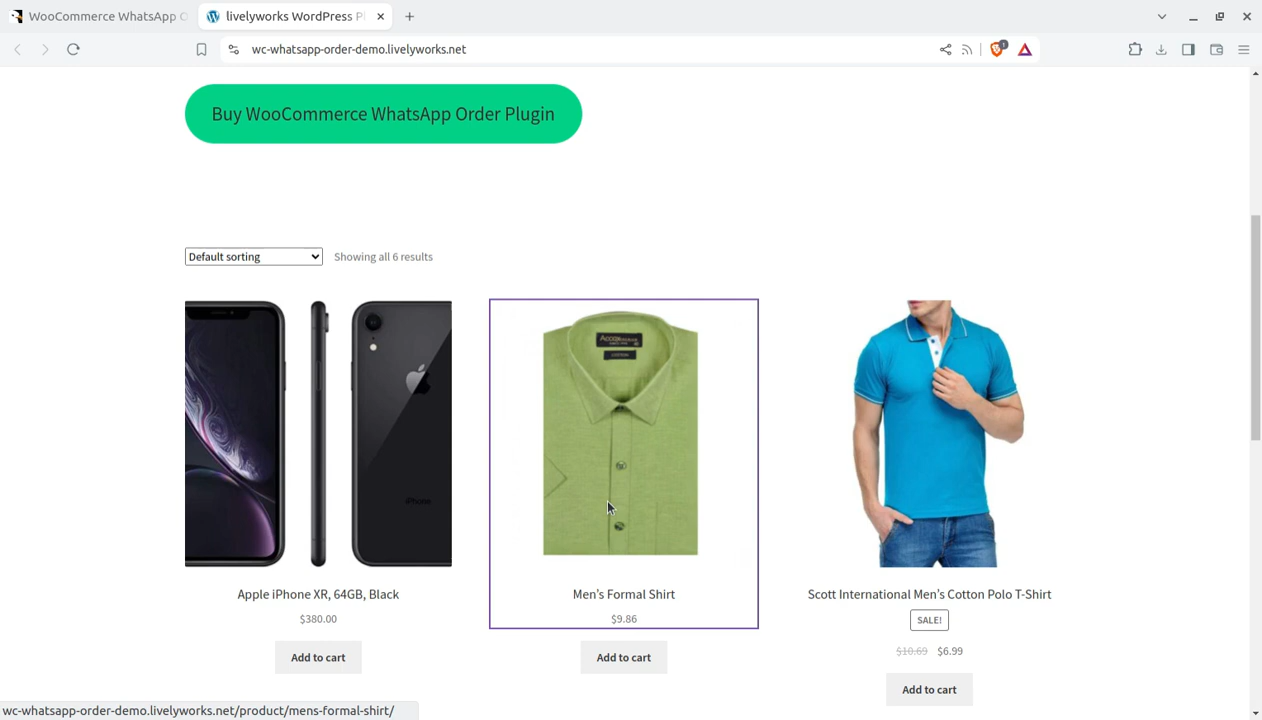 WooCommerce WhatsApp O
livelyworks WordPress Pl
wc-whatsapp-order-demo.livelyworks.net
1
Buy WooCommerce WhatsApp Order Plugin
Default sorting
Showing all 6 results
iPhone
Apple iPhone XR, 64GB, Black
$380.00
Add to cart
Men's Formal Shirt
$9.86
Add to cart
Scott International Men's Cotton Polo T-Shirt
SALE!
$10.69 $6.99
Add to cart
wc-whatsapp-order-demo.livelyworks.net/product/mens-formal-shirt/